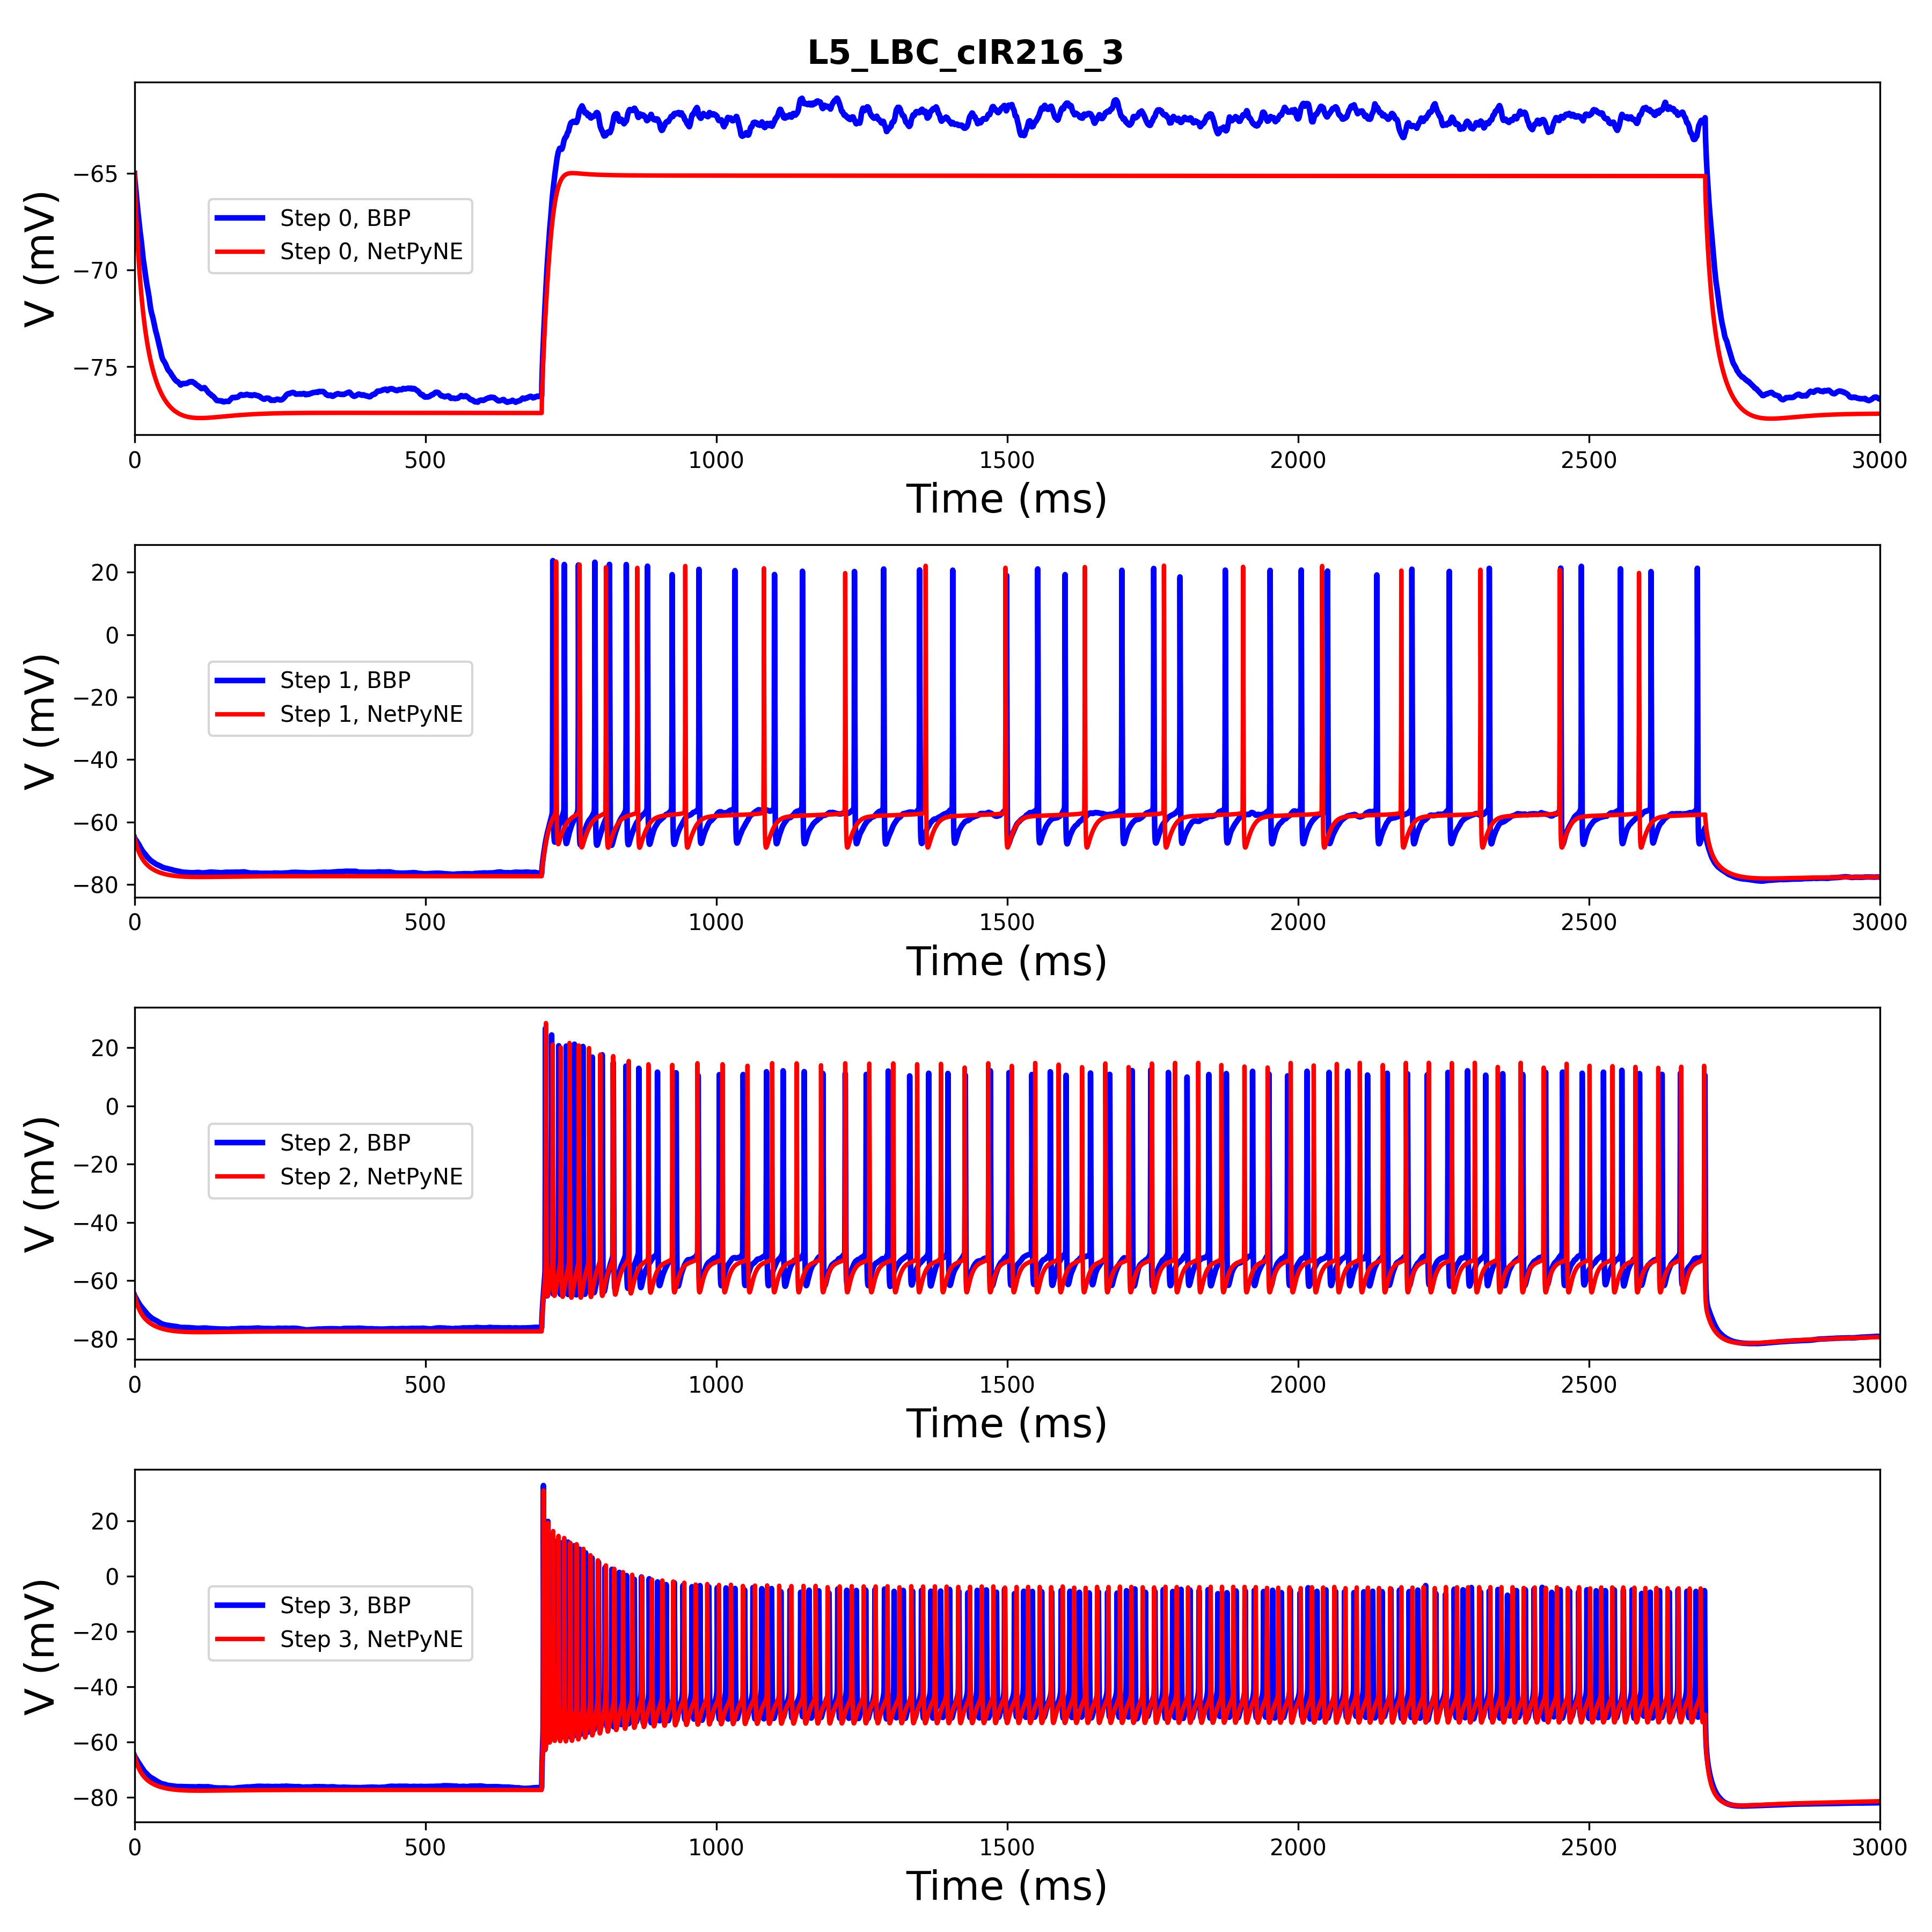 L5_LBC_cIR216_3
V (mV)
−65
−70
−75
Step 0, BBP
Step 0, NetPyNE
0 500 1000 1500 2000 2500 3000
Time (ms)
V (mV)
20
0
−20
−40
−60
−80
Step 1, BBP
Step 1, NetPyNE
0 500 1000 1500 2000 2500 3000
Time (ms)
V (mV)
20
0
−20
−40
−60
−80
Step 2, BBP
Step 2, NetPyNE
0 500 1000 1500 2000 2500 3000
Time (ms)
V (mV)
20
0
−20
−40
−60
−80
Step 3, BBP
Step 3, NetPyNE
0 500 1000 1500 2000 2500 3000
Time (ms)